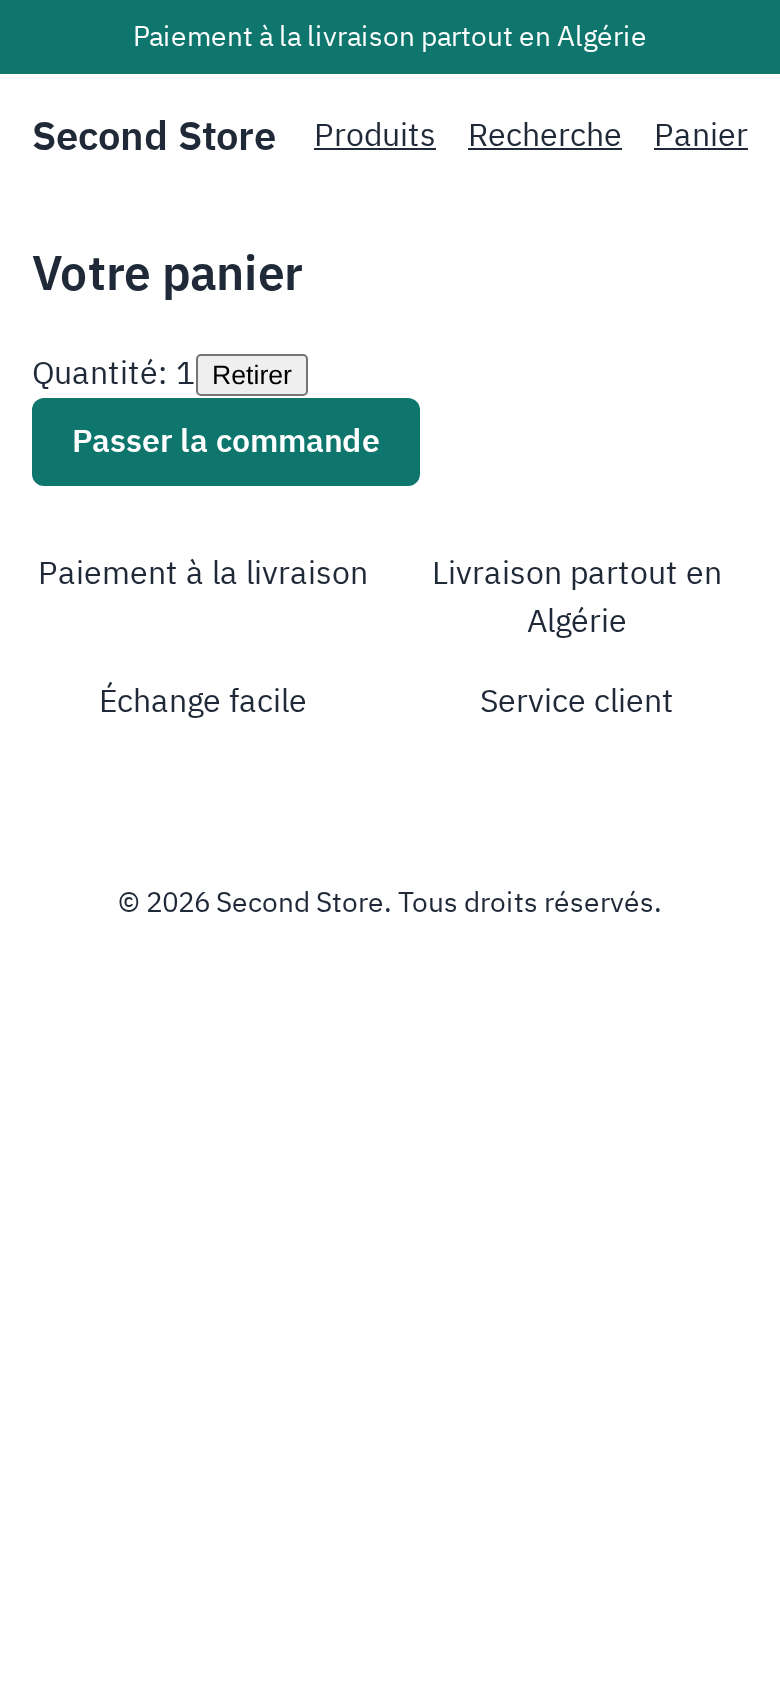 Paiement à la livraison partout en Algérie
Second Store Produits Recherche Panier
Votre panier
Quantité: 1 Retirer
Passer la commande
Paiement à la livraison
Livraison partout en
Algérie
Échange facile
Service client
© 2026 Second Store. Tous droits réservés.